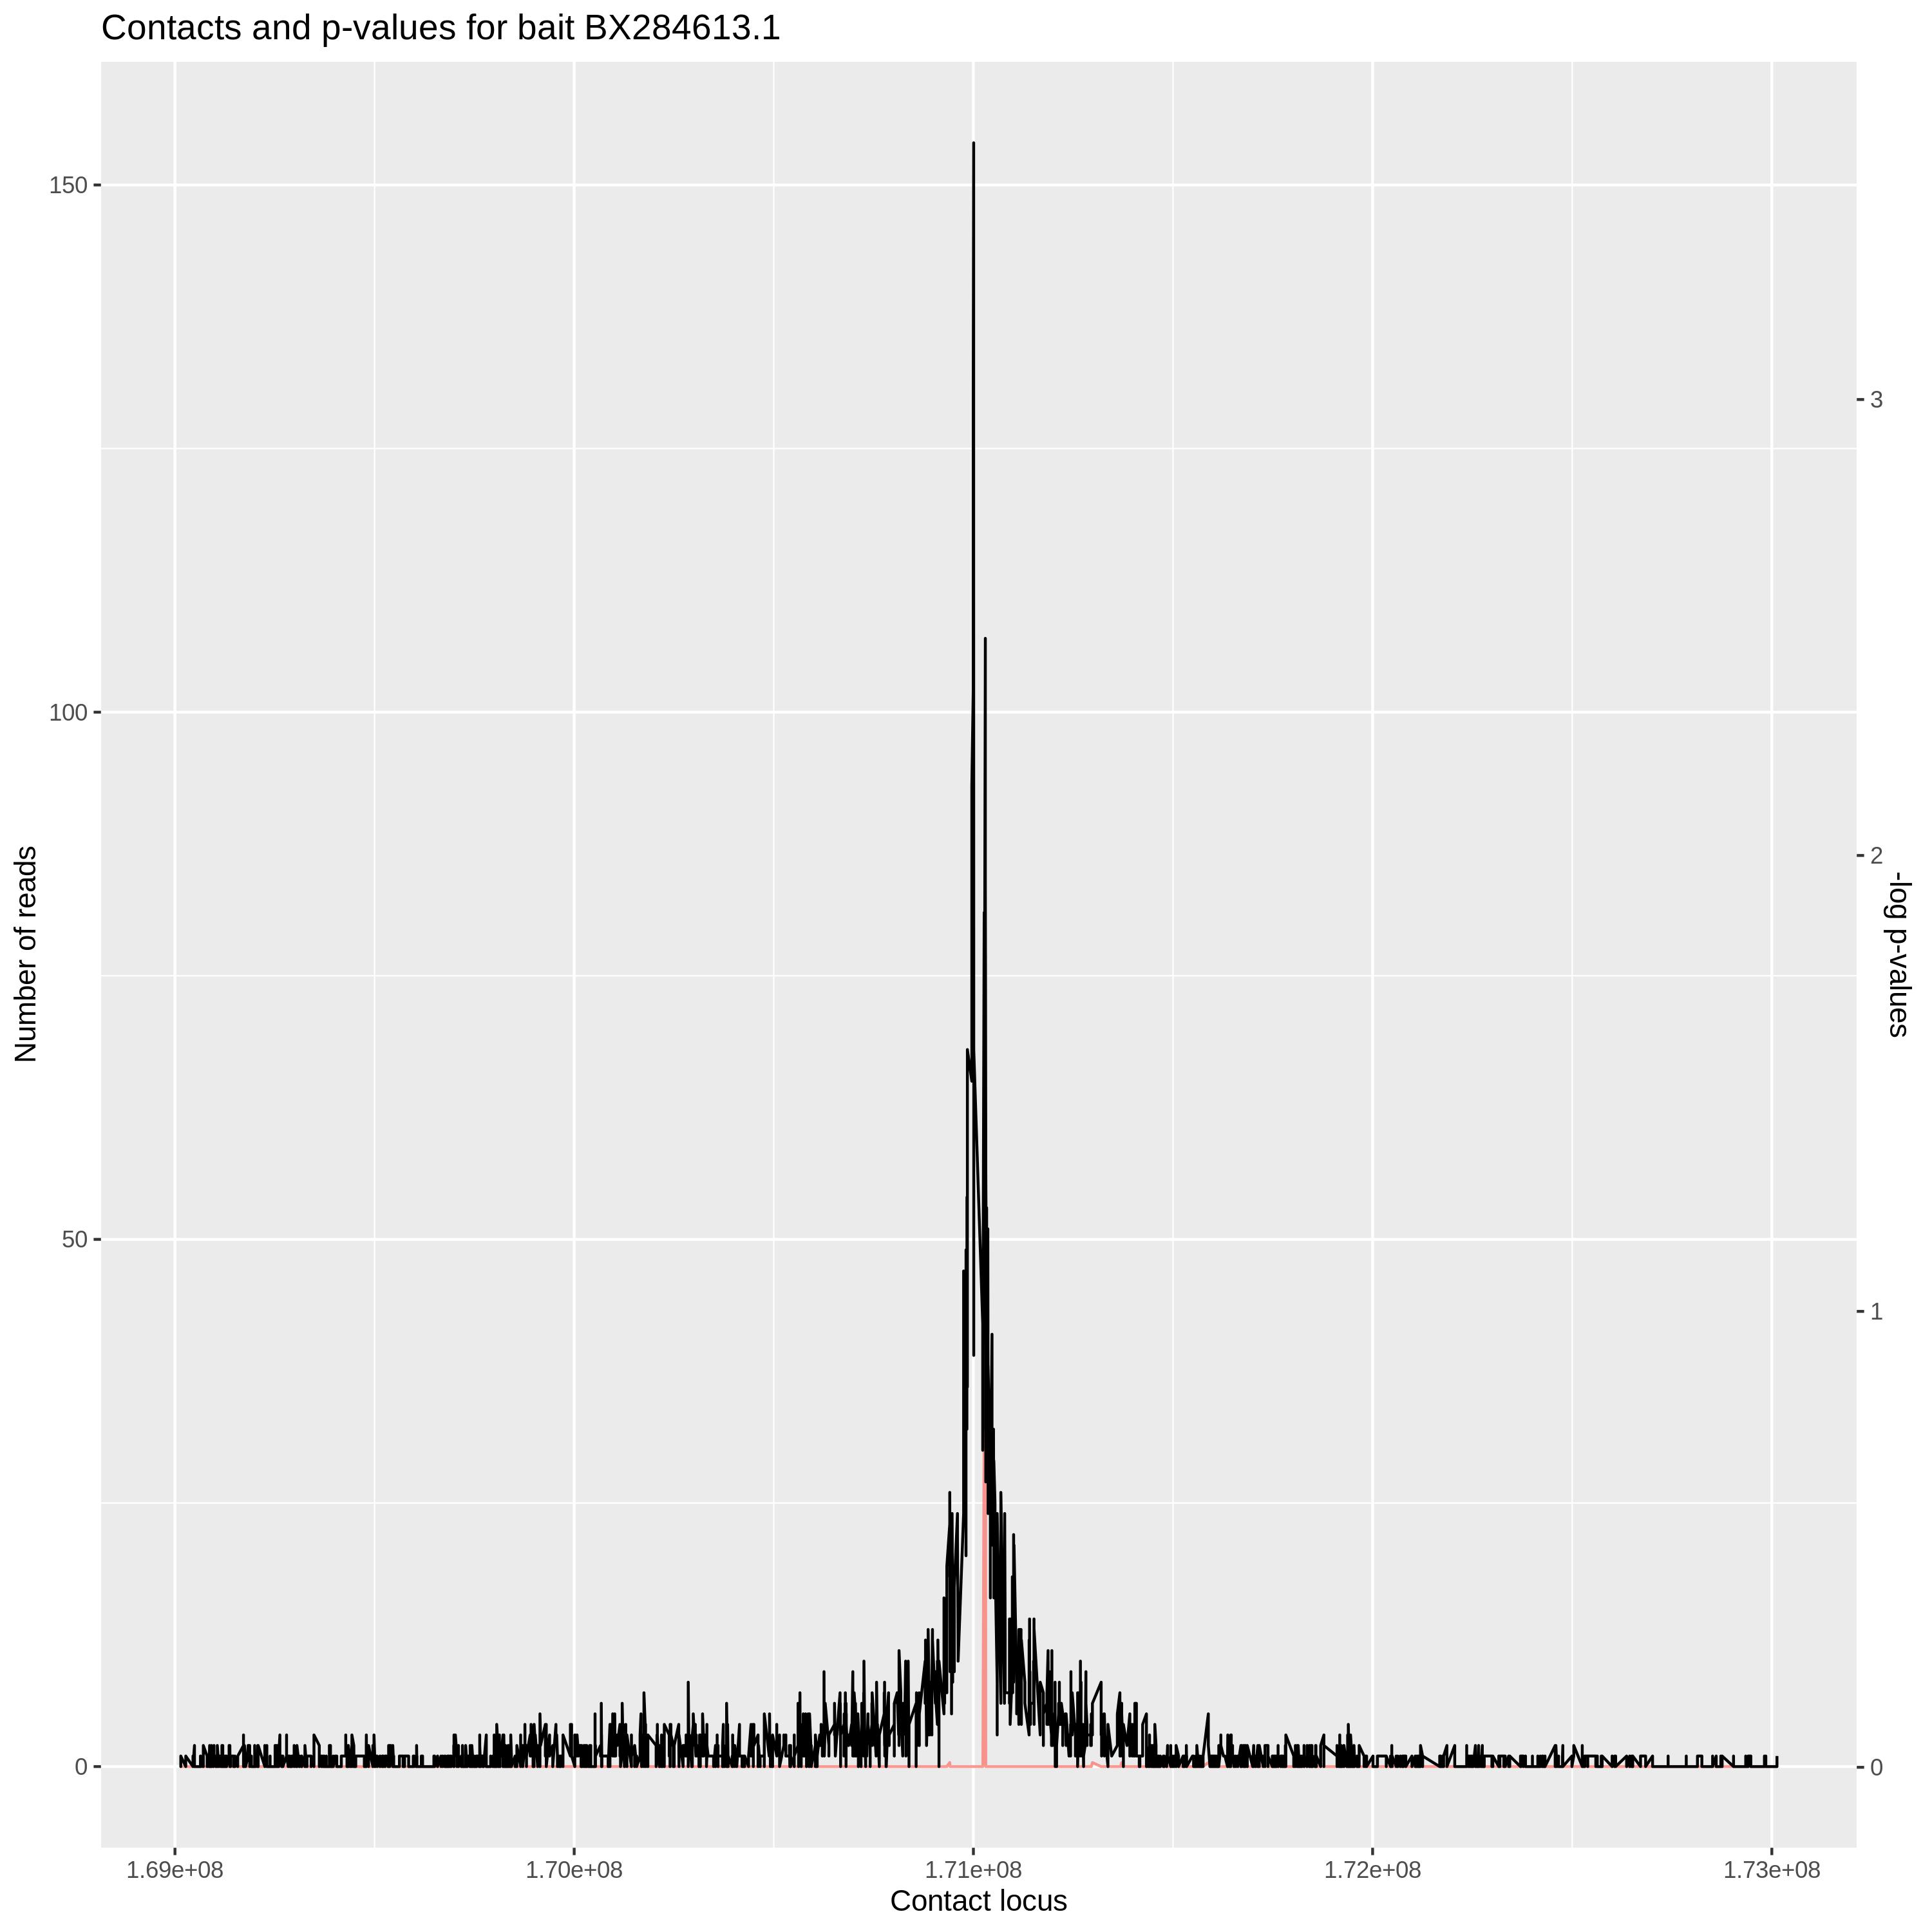 Contacts and p-values for bait BX284613.1
150
100
50
0
Number of reads
3
2
1
0
-log p-values
1.69e+08
1.70e+08
1.71e+08
1.72e+08
1.73e+08
Contact locus